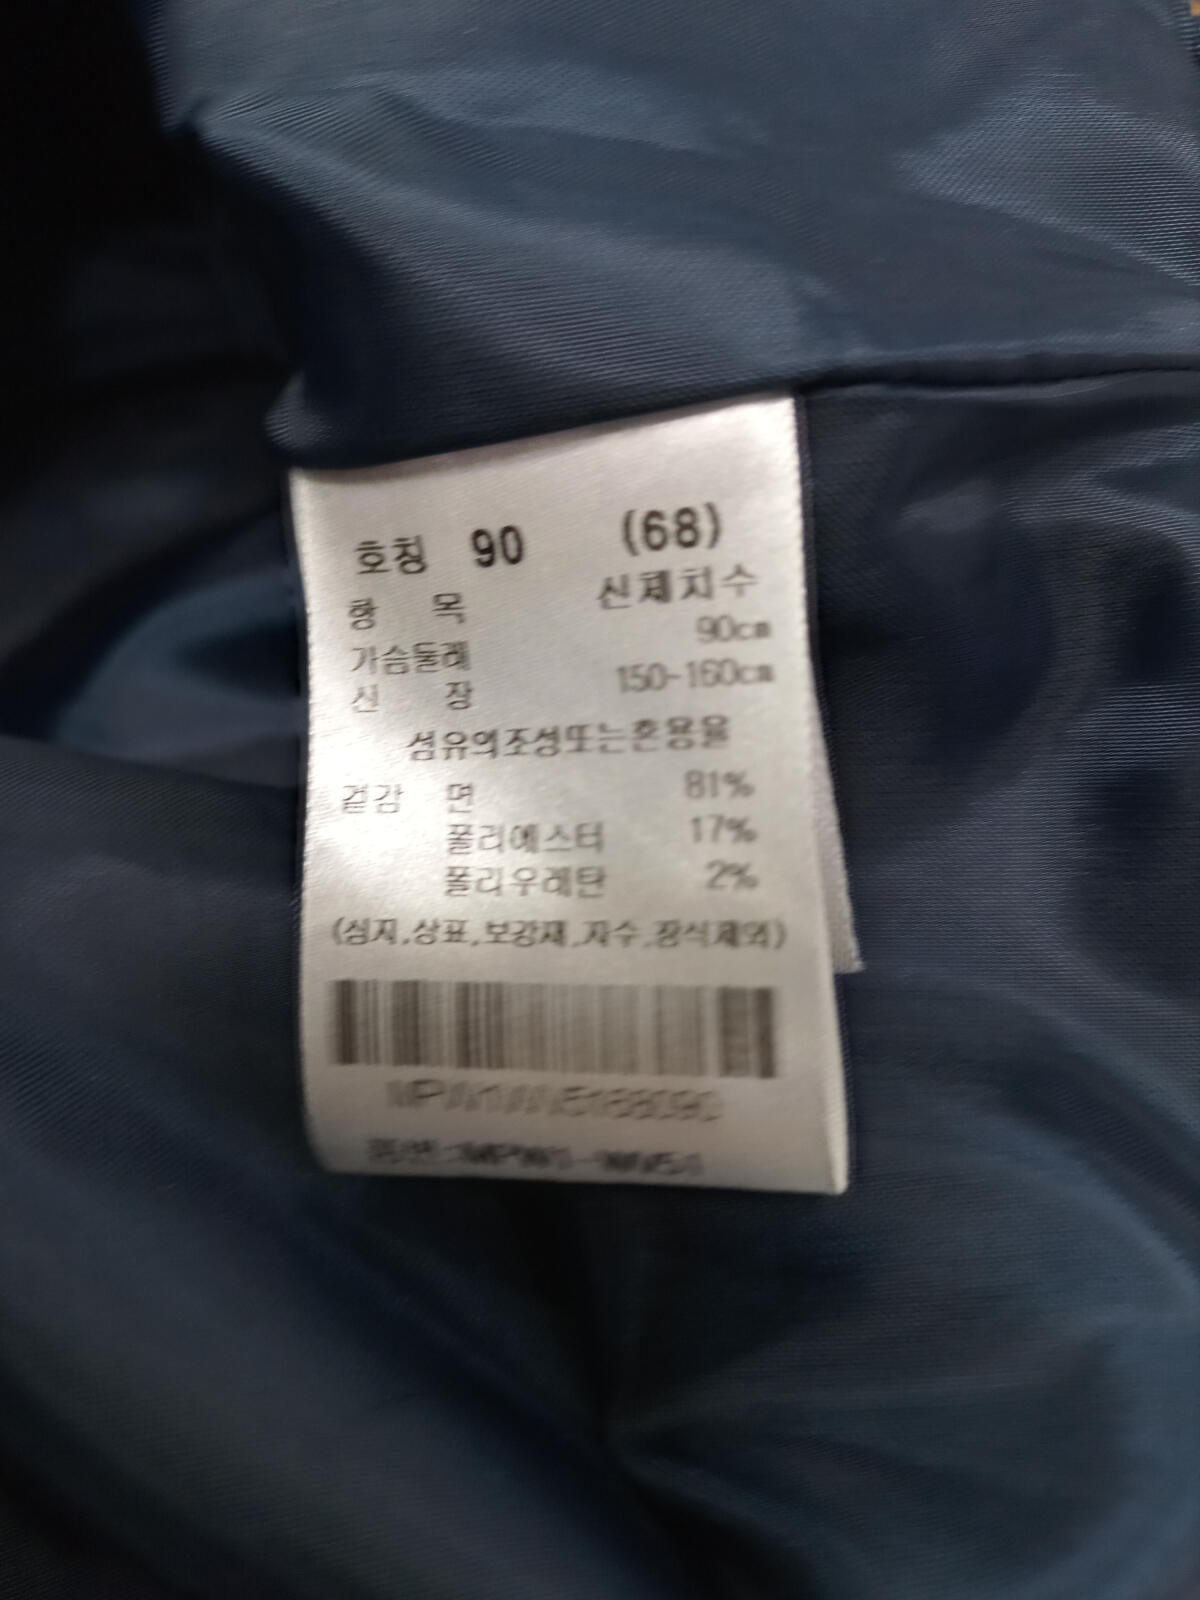 호칭 90 (68)
항 목 신체치수
가슴둘레 90cm
신 장 150-160cm
섬유의조성또는혼용율
겉감 면 81%
폴리에스터 17%
폴리우레탄 2%
(심지,상표,보강재,자수,장식제외)